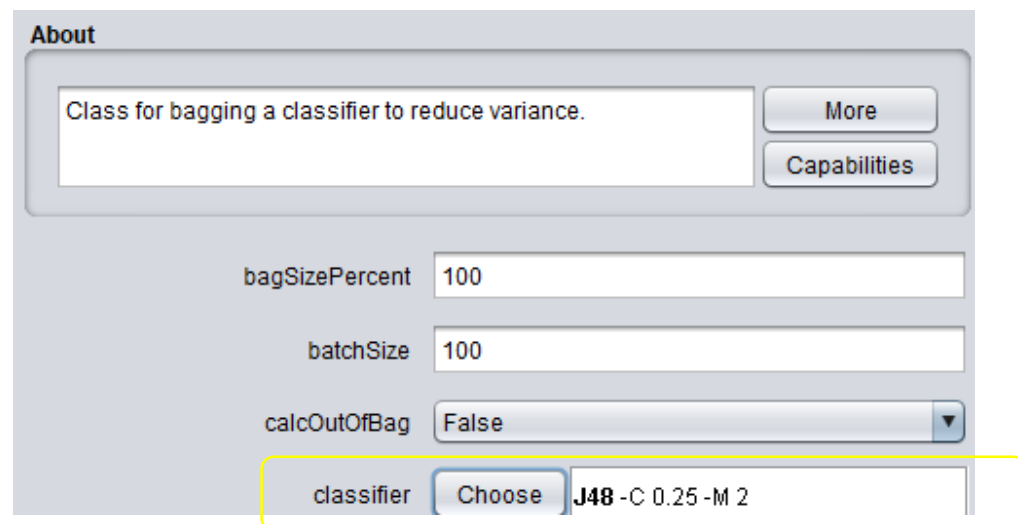 About
Class for bagging a classifier to reduce variance.
More
Capabilities
bagSizePercent 100
batchSize 100
calcOutOfBag False
classifier Choose J48 -C 0.25 -M 2